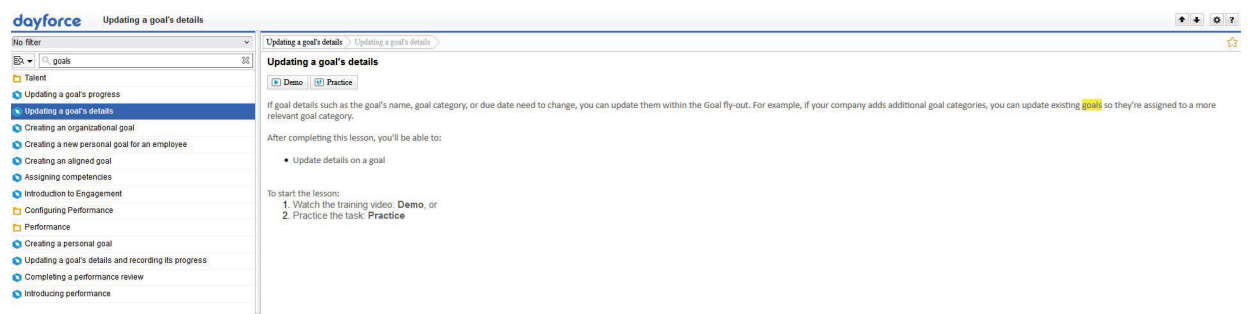 dayforce Updating a goal's details
No filter
goals
Talent
Updating a goal's progress
Updating a goal's details
Creating an organizational goal
Creating a new personal goal for an employee
Creating an aligned goal
Assigning competencies
Introduction to Engagement
Configuring Performance
Performance
Creating a personal goal
Updating a goal's details and recording its progress
Completing a performance review
Introducing performance
Updating a goal's details Updating a goal's details
Updating a goal's details
Demo Practice
If goal details such as the goal's name, goal category, or due date need to change, you can update them within the Goal fly-out. For example, if your company adds additional goal categories, you can update existing goals so they're assigned to a more
relevant goal category.
After completing this lesson, you'll be able to:
• Update details on a goal
To start the lesson:
1. Watch the training video: Demo, or
2. Practice the task: Practice